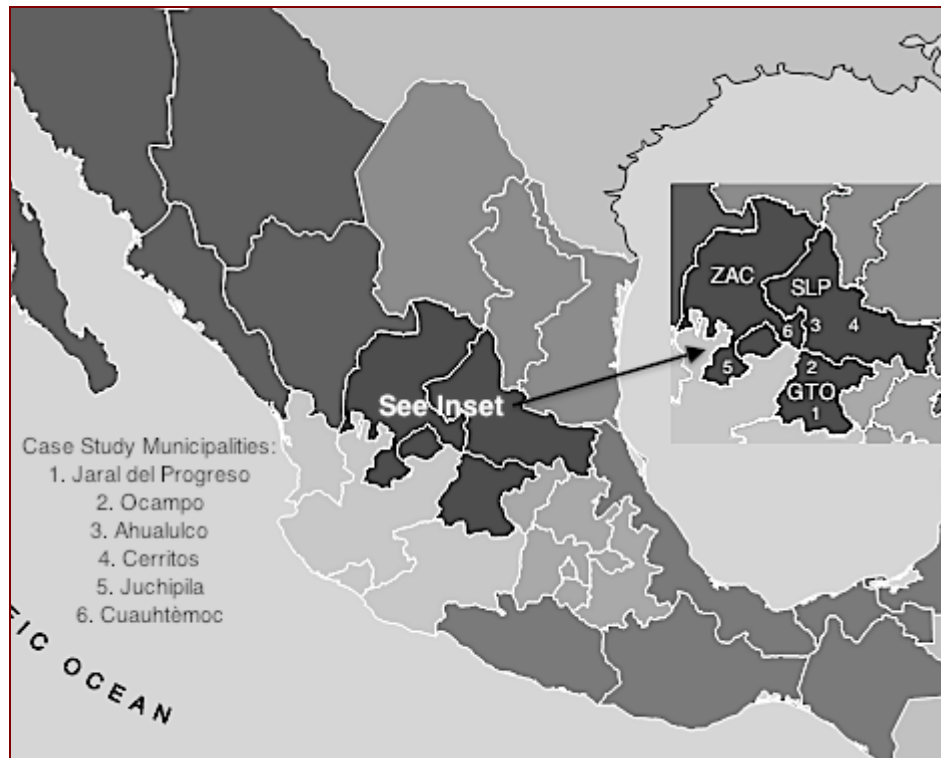 ZAC
SLP
6 3 4
5
2
GTO
1
See Inset
Case Study Municipalities:
1. Jaral del Progreso
2. Ocampo
3. Ahualulco
4. Cerritos
5. Juchipila
6. Cuauhtèmoc
EIC OCEAN